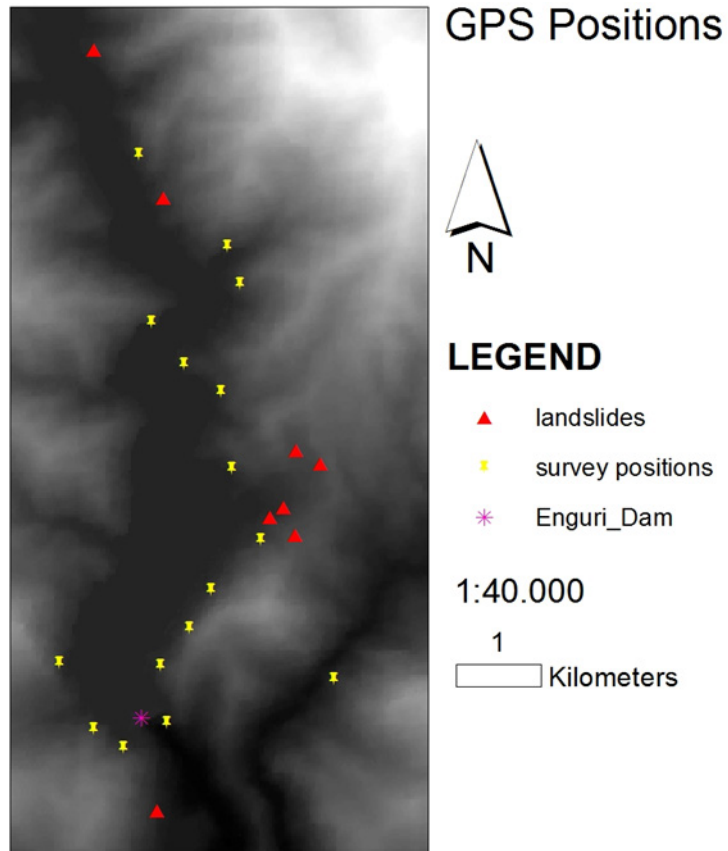 GPS Positions
N
LEGEND
landslides
survey positions
Enguri_Dam
1:40.000
1
Kilometers